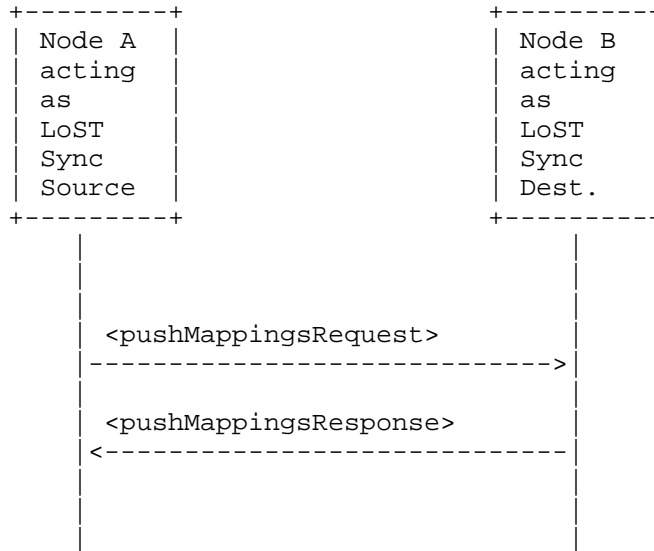 Node A Node B
acting acting
as as
LoST LoST
Sync Sync
Source Dest.
<pushMappingsRequest>
<pushMappingsResponse>